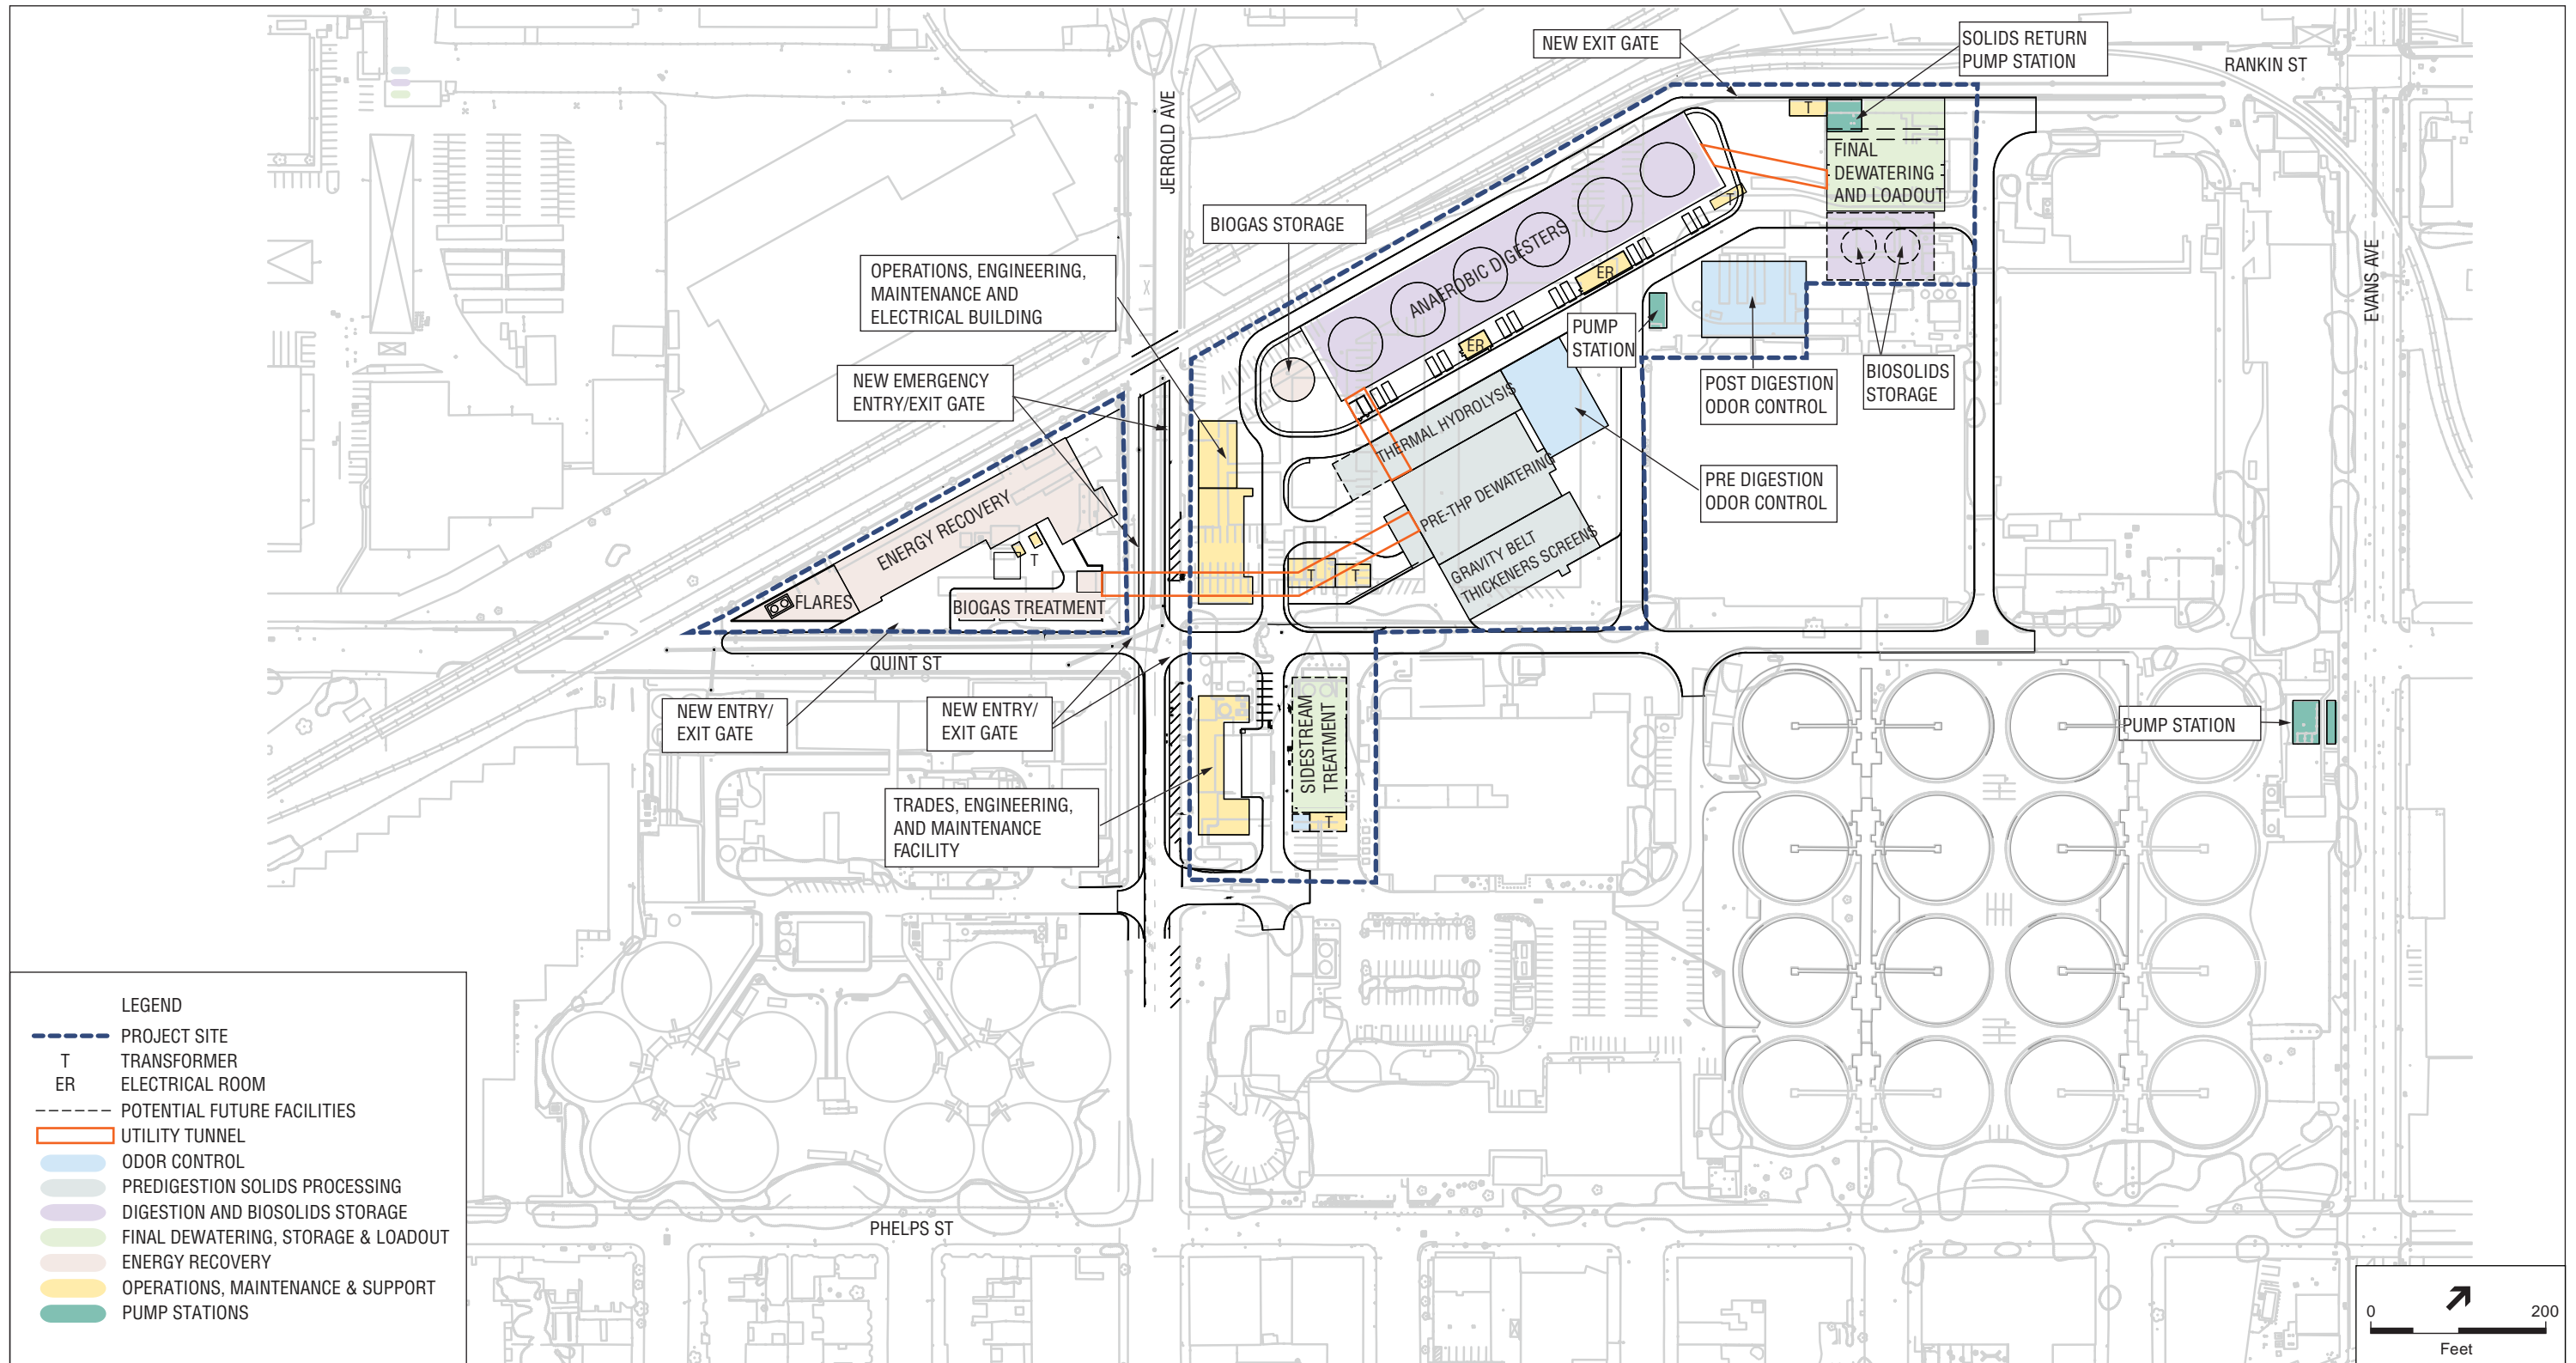 NEW EXIT GATE
SOLIDS RETURN
PUMP STATION
RANKIN ST
JERROLD AVE
T
FINAL
DEWATERING
AND LOADOUT
T
BIOGAS STORAGE
ANAEROBIC DIGESTERS
ER
ER
EVANS AVE
OPERATIONS, ENGINEERING,
MAINTENANCE AND
ELECTRICAL BUILDING
PUMP
STATION
POST DIGESTION
ODOR CONTROL
BIOSOLIDS
STORAGE
NEW EMERGENCY
ENTRY/EXIT GATE
THERMAL HYDROLYSIS
PRE-THP DEWATERING
PRE DIGESTION
ODOR CONTROL
GRAVITY BELT
THICKENERS SCREENS
ENERGY RECOVERY
T
T
T
FLARES
BIOGAS TREATMENT
QUINT ST
NEW ENTRY/
EXIT GATE
NEW ENTRY/
EXIT GATE
SIDESTREAM
TREATMENT
T
PUMP STATION
TRADES, ENGINEERING,
AND MAINTENANCE
FACILITY
PHELPS ST
LEGEND
PROJECT SITE
T TRANSFORMER
ER ELECTRICAL ROOM
POTENTIAL FUTURE FACILITIES
UTILITY TUNNEL
ODOR CONTROL
PREDIGESTION SOLIDS PROCESSING
DIGESTION AND BIOSOLIDS STORAGE
FINAL DEWATERING, STORAGE & LOADOUT
ENERGY RECOVERY
OPERATIONS, MAINTENANCE & SUPPORT
PUMP STATIONS
0 200
Feet